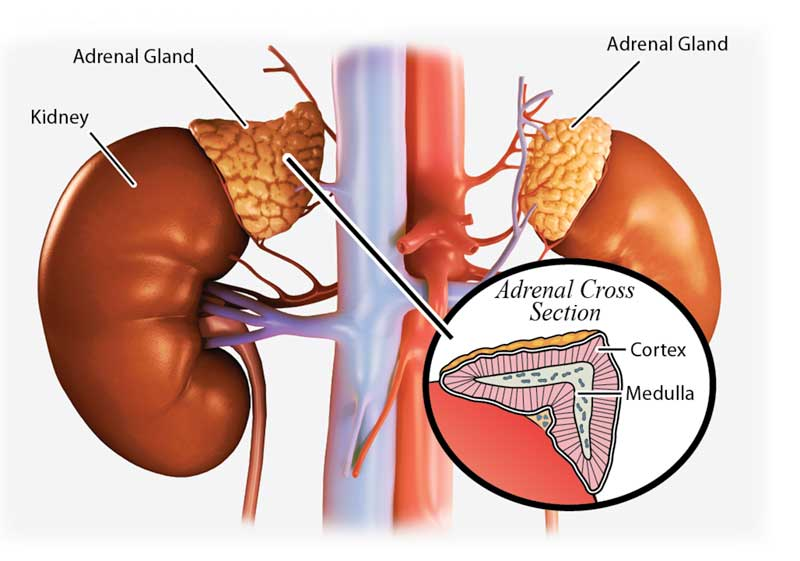 Adrenal Gland
Adrenal Gland
Kidney
Adrenal Cross
Section
Cortex
Medulla